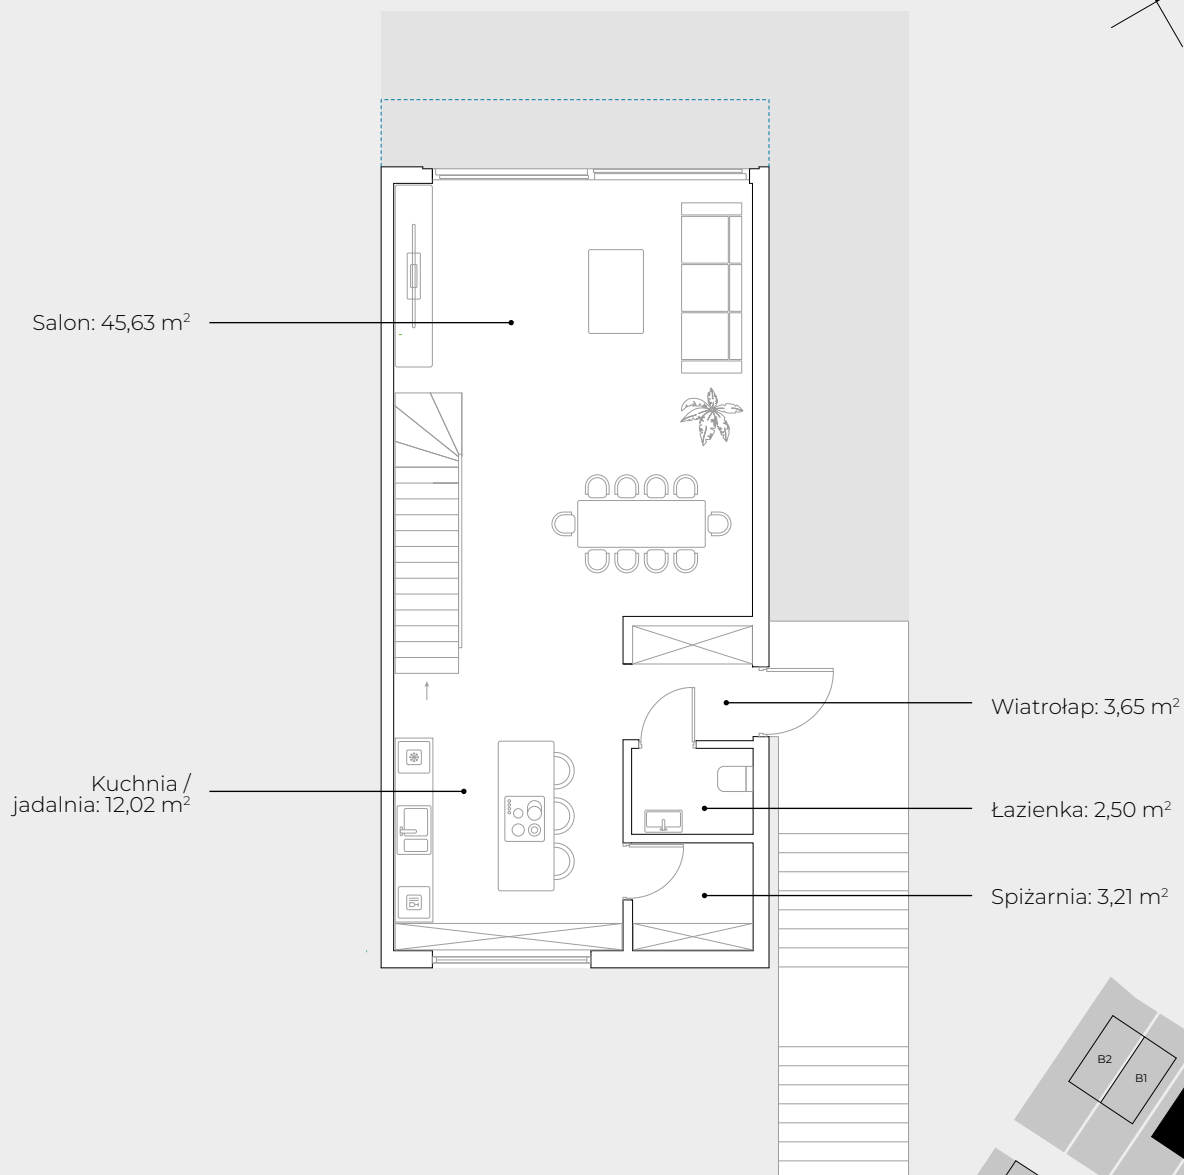 Salon: 45,63 m²
Wiatrołap: 3,65 m²
Kuchnia /
jadalnia: 12,02 m²
Łazienka: 2,50 m²
Spiżarnia: 3,21 m²
B2
B1